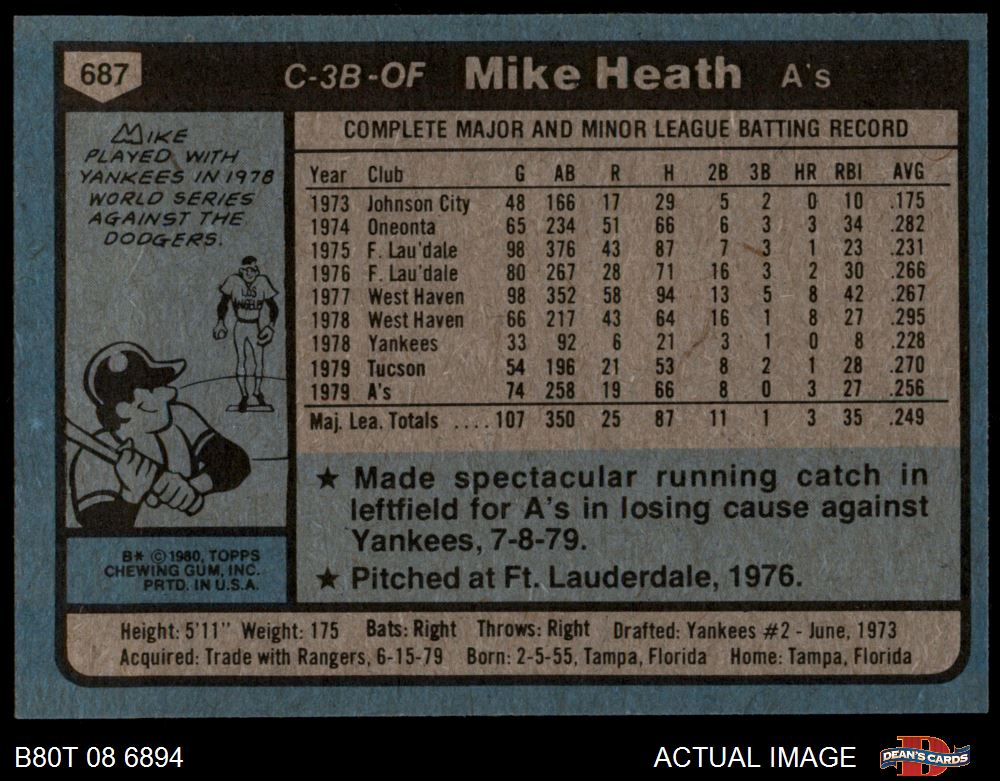 687 C-3B-OF Mike Heath A's
MIKE
PLAYED WITH
YANKEES IN 1978
WORLD SERIES
AGAINST THE
DODGERS.
LOS
ANGELES
B* © 1980, TOPPS
CHEWING GUM, INC.
PRTD. IN U.S.A.
COMPLETE MAJOR AND MINOR LEAGUE BATTING RECORD
Year Club G AB R H 2B 3B HR RBI AVG
1973 Johnson City 48 166 17 29 5 2 0 10 .175
1974 Oneonta 65 234 51 66 6 3 3 34 .282
1975 F. Lau'dale 98 376 43 87 7 3 1 23 .231
1976 F. Lau'dale 80 267 28 71 16 3 2 30 .266
1977 West Haven 98 352 58 94 13 5 8 42 .267
1978 West Haven 66 217 43 64 16 1 8 27 .295
1978 Yankees 33 92 6 21 3 1 0 8 .228
1979 Tucson 54 196 21 53 8 2 1 28 .270
1979 A's 74 258 19 66 8 0 3 27 .256
Maj. Lea. Totals ....107 350 25 87 11 1 3 35 .249
★ Made spectacular running catch in
leftfield for A's in losing cause against
Yankees, 7-8-79.
★ Pitched at Ft. Lauderdale, 1976.
Height: 5'11" Weight: 175 Bats: Right Throws: Right Drafted: Yankees #2 - June, 1973
Acquired: Trade with Rangers, 6-15-79 Born: 2-5-55, Tampa, Florida Home: Tampa, Florida
B80T 08 6894 ACTUAL IMAGE DEAN'S CARDS